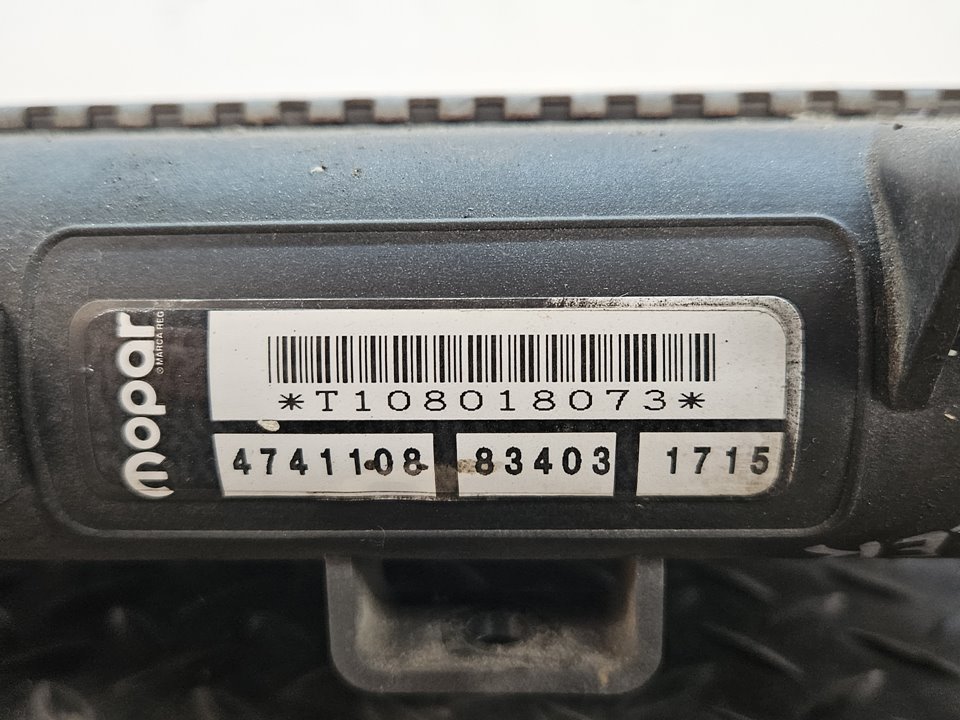 mopar
© MARCA REG
*T108018073*
4741108 83403 1715